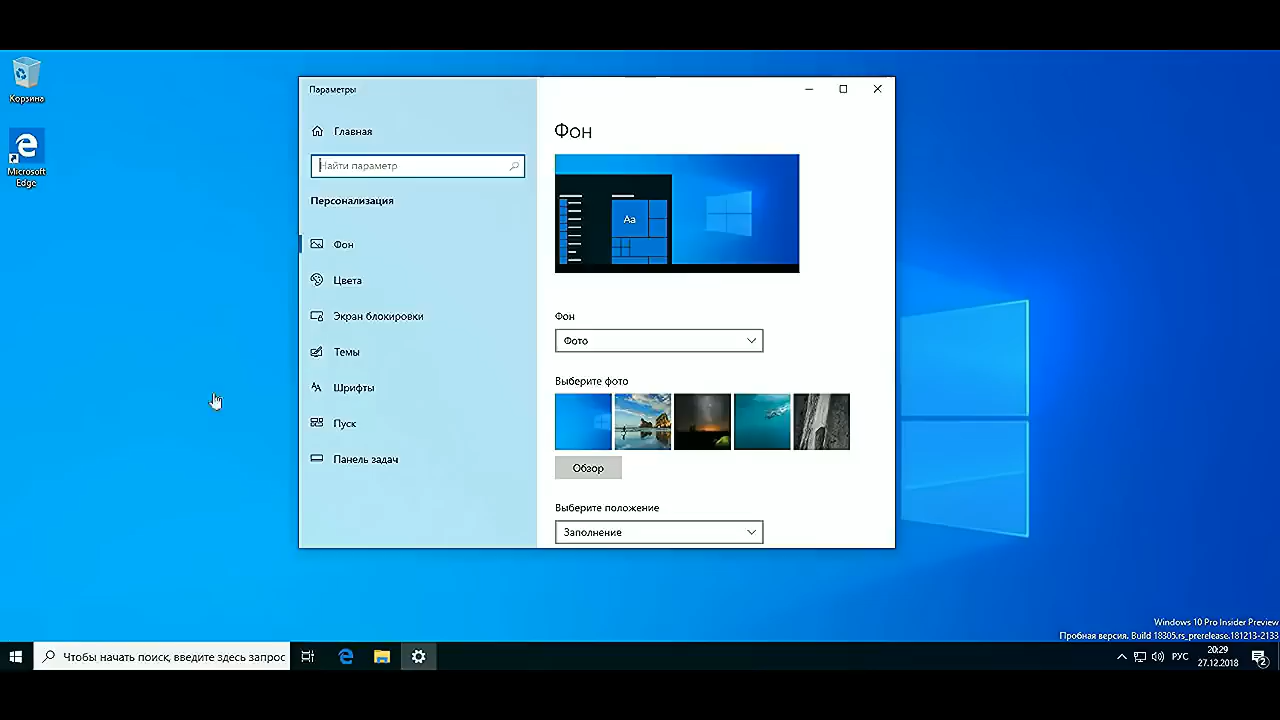 Корзина
Microsoft
Edge
Параметры
Главная
Найти параметр
Персонализация
Фон
Цвета
Экран блокировки
Темы
Шрифты
Пуск
Панель задач
Фон
Aa
Фон
Фото
Выберите фото
Обзор
Выберите положение
Заполнение
Windows 10 Pro Insider Preview
Пробная версия. Build 18305.rs_prerelease.181213-2133
Чтобы начать поиск, введите здесь запрос
РУС
20:29
27.12.2018
2